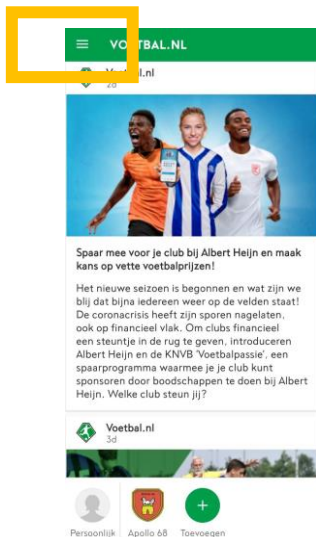 VOETBAL.NL
Voetbal.nl
2d
Spaar mee voor je club bij Albert Heijn en maak
kans op vette voetbalprijzen!
Het nieuwe seizoen is begonnen en wat zijn we
blij dat bijna iedereen weer op de velden staat!
De coronacrisis heeft zijn sporen nagelaten,
ook op financieel vlak. Om clubs financieel
een steuntje in de rug te geven, introduceren
Albert Heijn en de KNVB 'Voetbalpassie', een
spaarprogramma waarmee je je club kunt
sponsoren door boodschappen te doen bij Albert
Heijn. Welke club steun jij?
Voetbal.nl
3d
Persoonlijk Apollo 68 Toevoegen